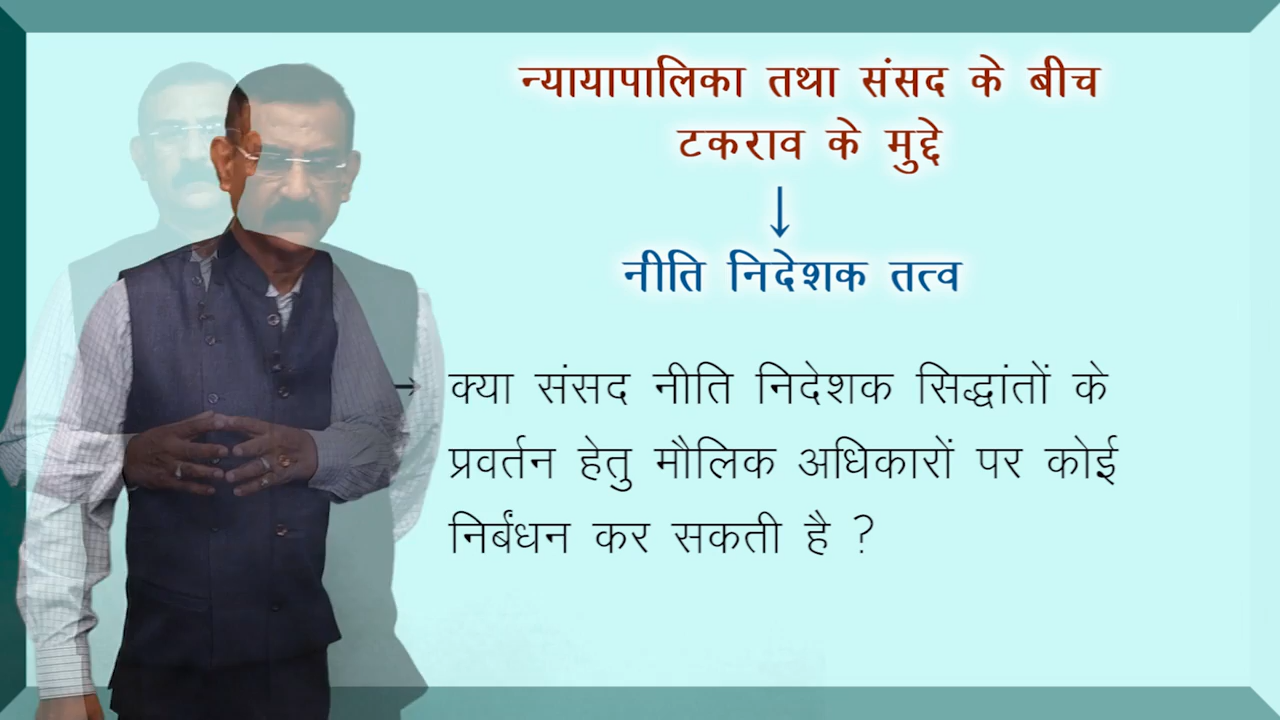 न्यायापालिका तथा संसद के बीच
टकराव के मुद्दे
↓
नीति निदेशक तत्व
→ क्या संसद नीति निदेशक सिद्धांतों के
प्रवर्तन हेतु मौलिक अधिकारों पर कोई
निर्बंधन कर सकती है ?